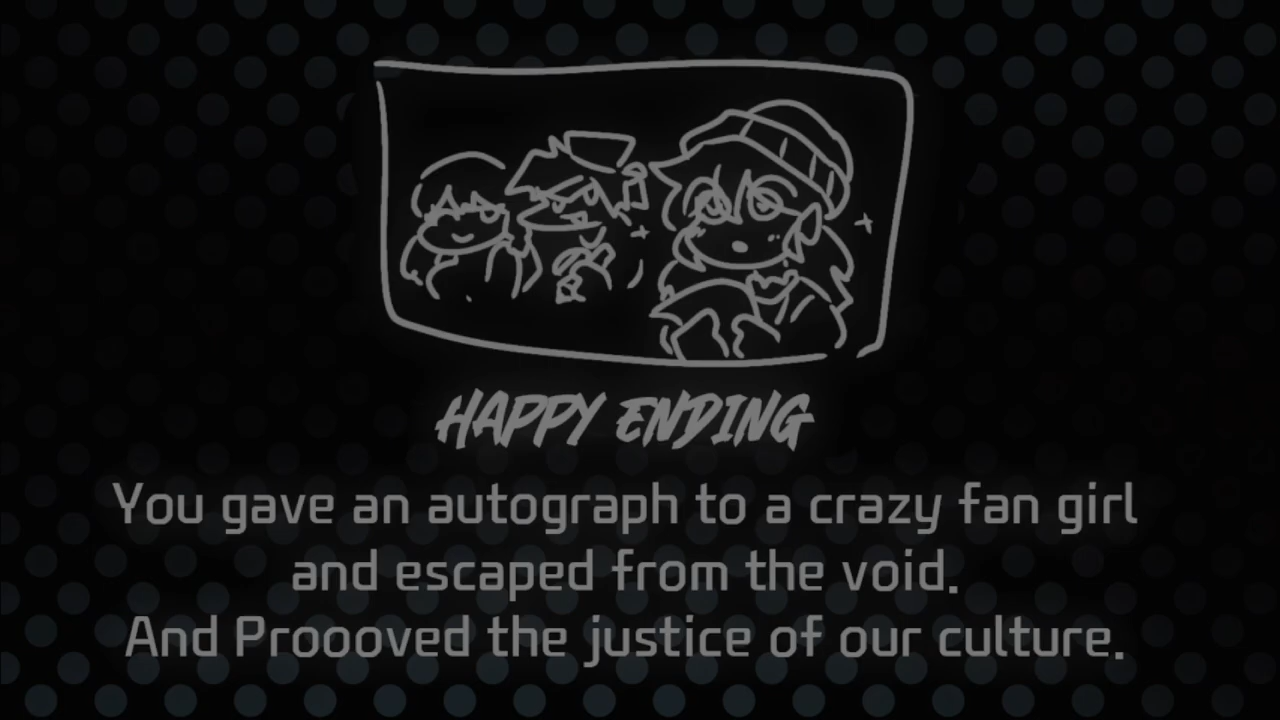 HAPPY ENDING
You gave an autograph to a crazy fan girl
and escaped from the void.
And Proooved the justice of our culture.